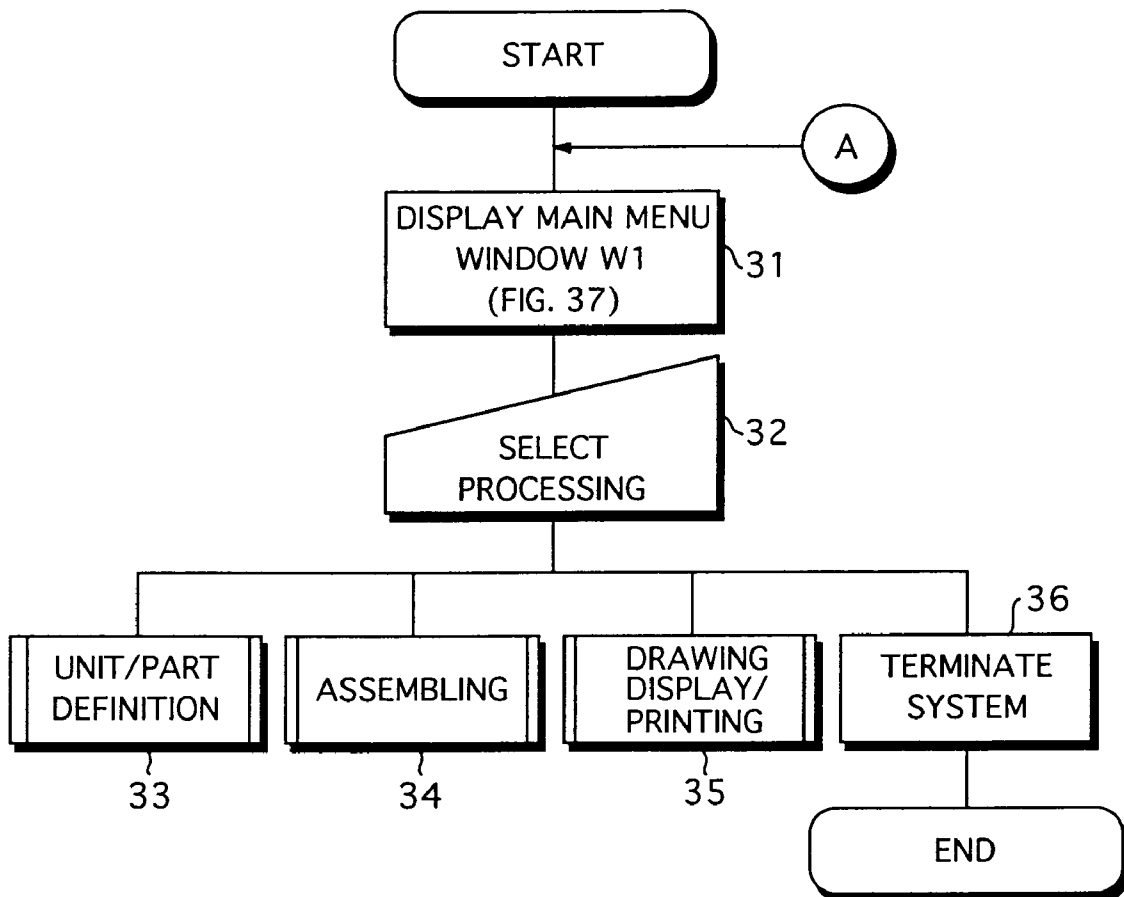 START
A
DISPLAY MAIN MENU
WINDOW W1
(FIG. 37)
31
SELECT
PROCESSING
32
UNIT/PART
DEFINITION
33
ASSEMBLING
34
DRAWING
DISPLAY/
PRINTING
35
36
TERMINATE
SYSTEM
END